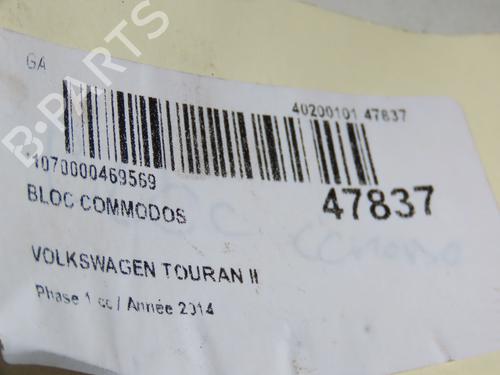 GA
40200101 47837
1070000469569
47837
BLOC COMMODOS
VOLKSWAGEN TOURAN II
Phase 1 cc / Année 2014
B-PARTS